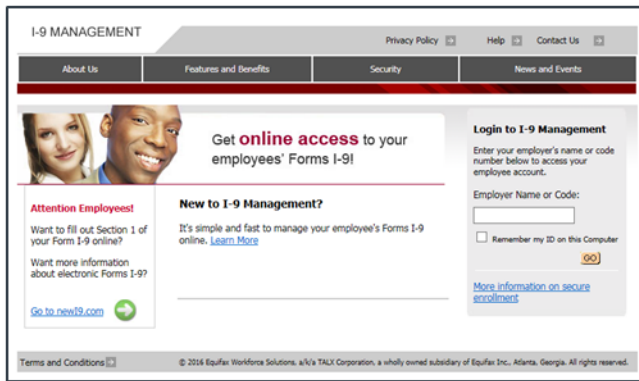 I-9 MANAGEMENT
Privacy Policy
Help
Contact Us
About Us
Features and Benefits
Security
News and Events
Get online access to your
employees' Forms I-9!
Attention Employees!
Want to fill out Section 1 of
your Form I-9 online?
Want more information
about electronic Forms I-9?
Go to newI9.com
New to I-9 Management?
It's simple and fast to manage your employee's Forms I-9
online. Learn More
Login to I-9 Management
Enter your employer's name or code
number below to access your
employee account.
Employer Name or Code:
Remember my ID on this Computer
GO
More information on secure
enrollment
Terms and Conditions
© 2016 Equifax Workforce Solutions, a/k/a TALX Corporation, a wholly owned subsidiary of Equifax Inc., Atlanta, Georgia. All rights reserved.